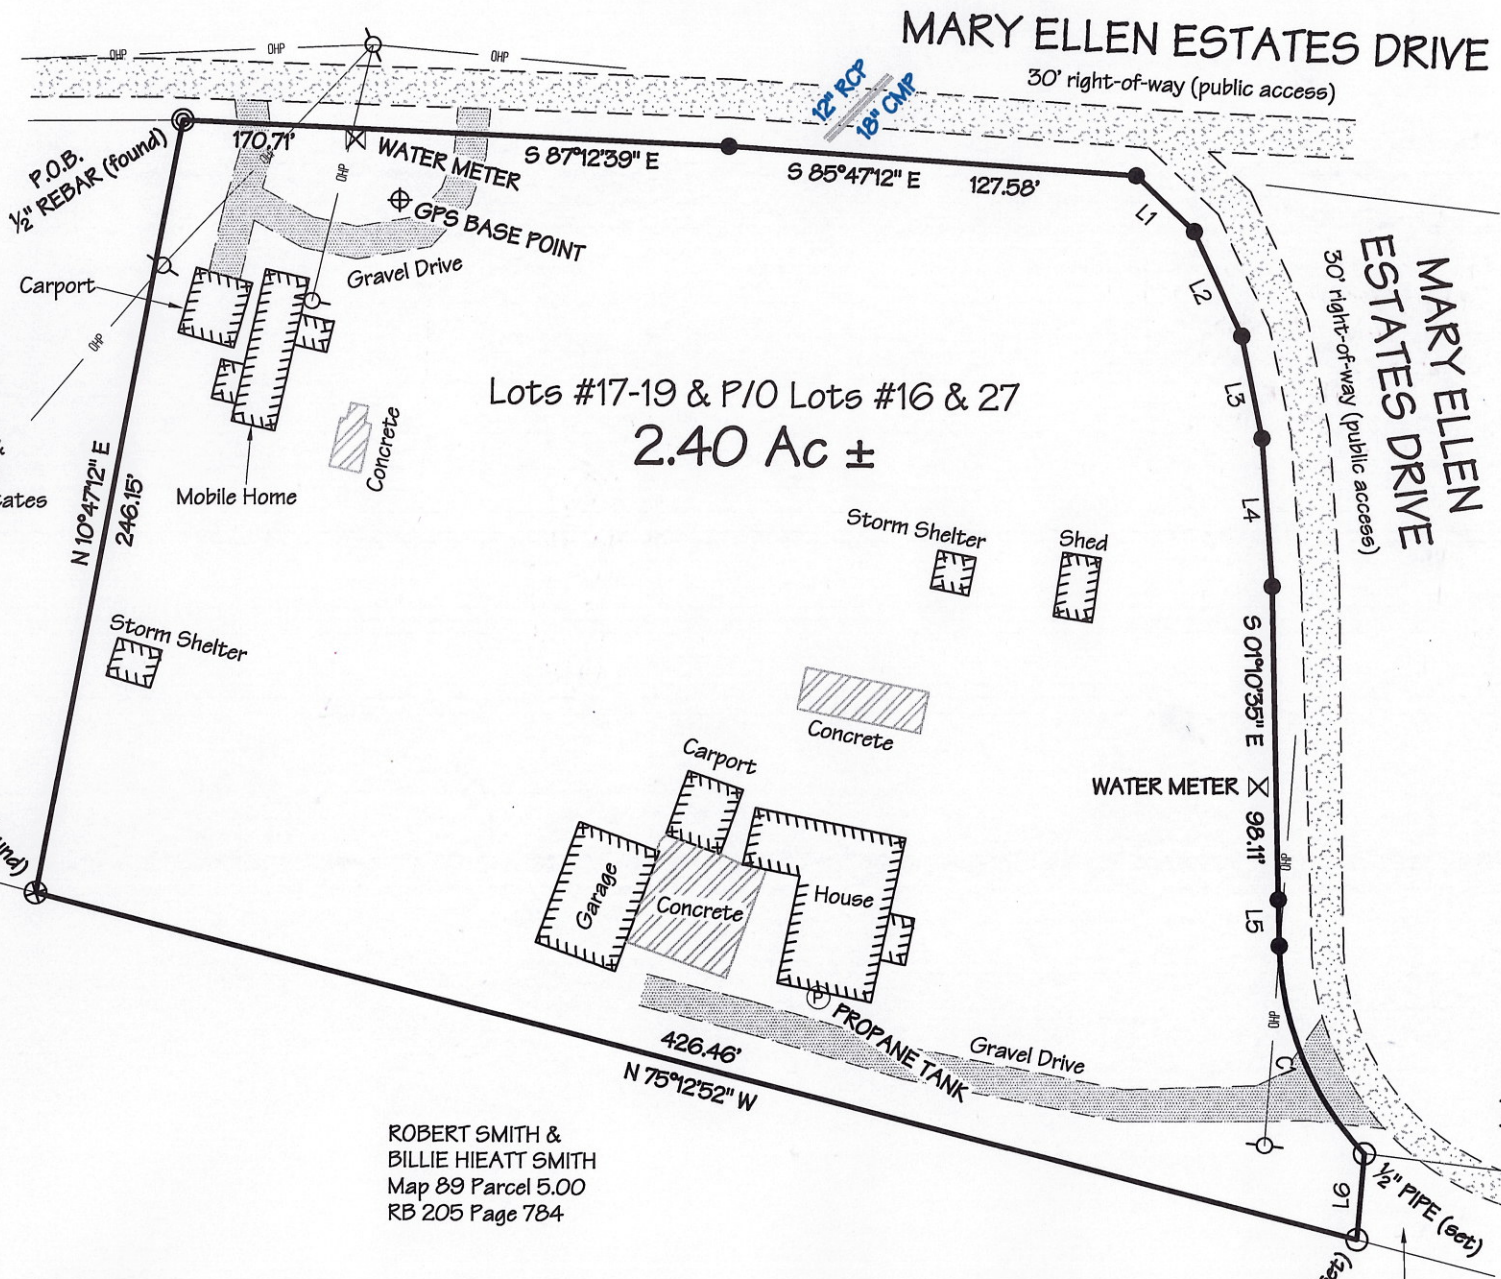 MARY ELLEN ESTATES DRIVE
30' right-of-way (public access)
OHP
OHP
OHP
12" RCP
18" CMP
P.O.B.
½" REBAR (found)
170.71'
WATER METER
S 87°12'39" E
S 85°47'12" E
127.58'
OHP
OHP
GPS BASE POINT
Gravel Drive
Carport
OHP
L1
L2
L3
L4
MARY ELLEN
ESTATES DRIVE
30' right-of-way (public access)
Lots #17-19 & P/O Lots #16 & 27
2.40 Ac ±
Concrete
Mobile Home
N 10°47'12" E
246.15'
Storm Shelter
Shed
Storm Shelter
S 01°10'35" E
98.11'
Concrete
WATER METER
OHP
Carport
Garage
Concrete
House
L5
P
PROPANE TANK
OHP
Gravel Drive
C1
426.46'
N 75°12'52" W
ROBERT SMITH &
BILLIE HIEATT SMITH
Map 89 Parcel 5.00
RB 205 Page 784
L6
½" PIPE (set)